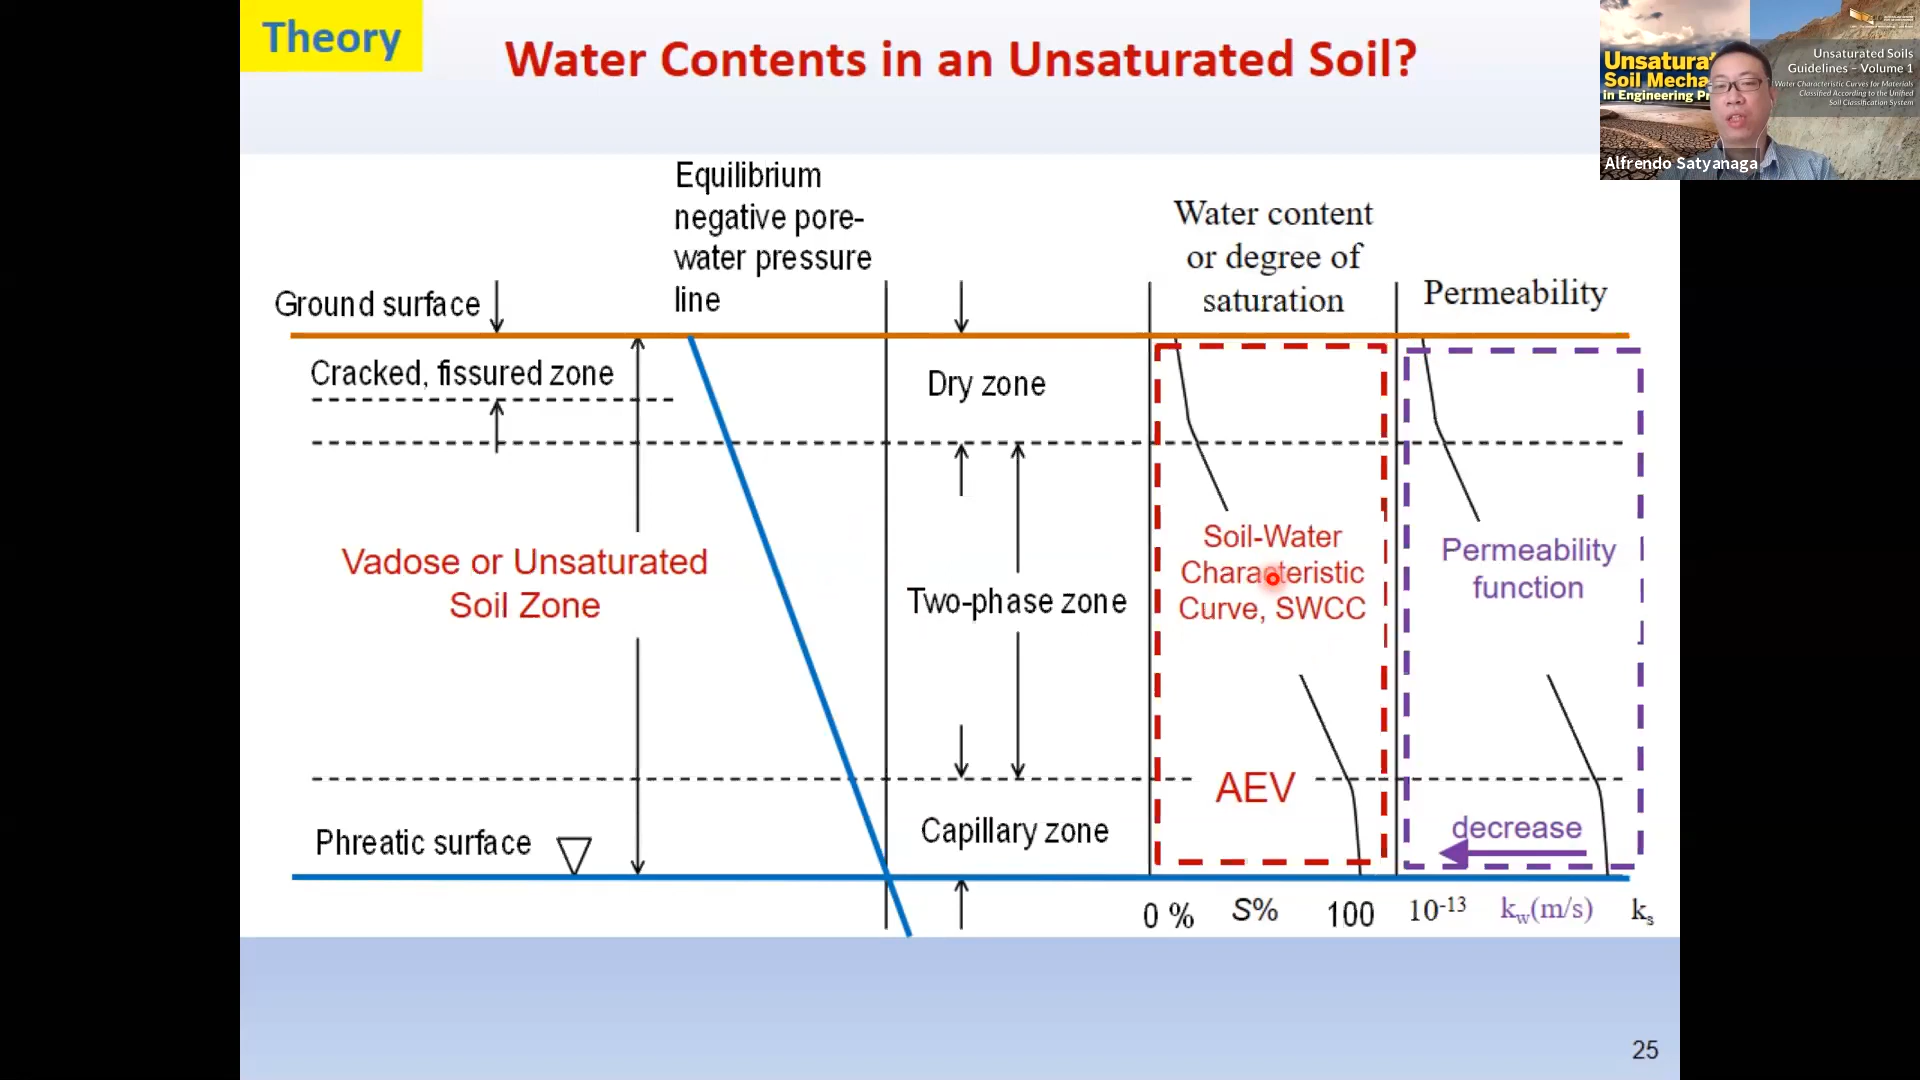 Theory
Water Contents in an Unsaturated Soil?
Unsaturat
Soil Mecha
in Engineering Pr
Unsaturated Soils
Guidelines – Volume 1
Water Characteristic Curves for Materials
Classified According to the Unified
Soil Classification System
Alfrendo Satyanaga
Equilibrium
negative pore-
water pressure
line
Water content
or degree of
saturation
Permeability
Ground surface
Cracked, fissured zone
Dry zone
Vadose or Unsaturated
Soil Zone
Two-phase zone
Soil-Water
Characteristic
Curve, SWCC
Permeability
function
AEV
Phreatic surface
Capillary zone
decrease
0 % S% 100
10-13 kw(m/s) ks
25